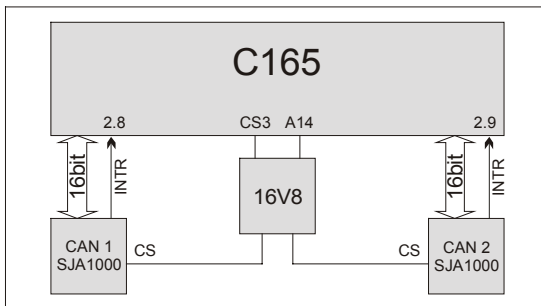 C165
2.8
CS3
A14
2.9
16bit
INTR
16V8
16bit
INTR
CAN 1
SJA1000
CS
CS
CAN 2
SJA1000